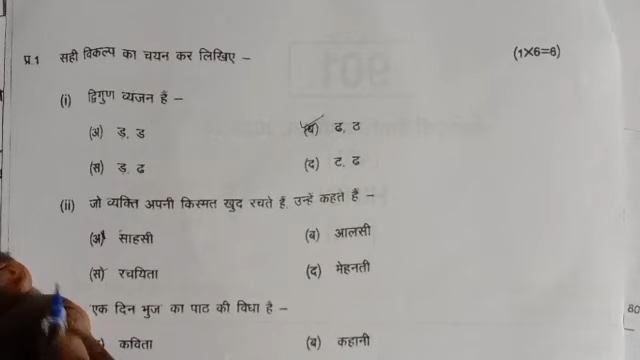 प्र.1 सही विकल्प का चयन कर लिखिए – (1×6=6)
(i) द्विगुण व्यंजन हैं –
(अ) ड़, ड (ब) ढ, ठ
(स) ड़, ढ (द) ट, ढ
(ii) जो व्यक्ति अपनी किस्मत खुद रचते हैं, उन्हें कहते हैं –
(अ) साहसी (ब) आलसी
(स) रचयिता (द) मेहनती
'एक दिन भुज' का पाठ की विधा है –
कविता (ब) कहानी
80